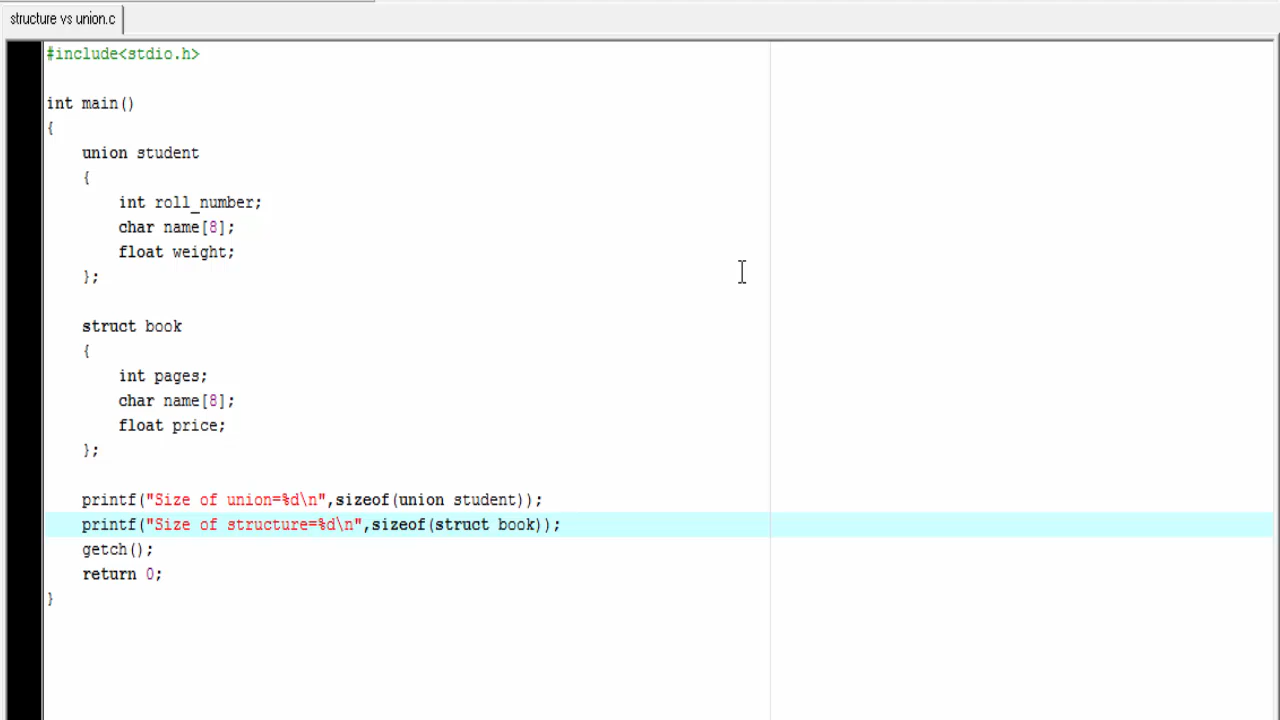 structure vs union.c
#include<stdio.h>
int main()
{
union student
{
int roll_number;
char name[8];
float weight;
};
struct book
{
int pages;
char name[8];
float price;
};
printf("Size of union=%d\n",sizeof(union student));
printf("Size of structure=%d\n",sizeof(struct book));
getch();
return 0;
}